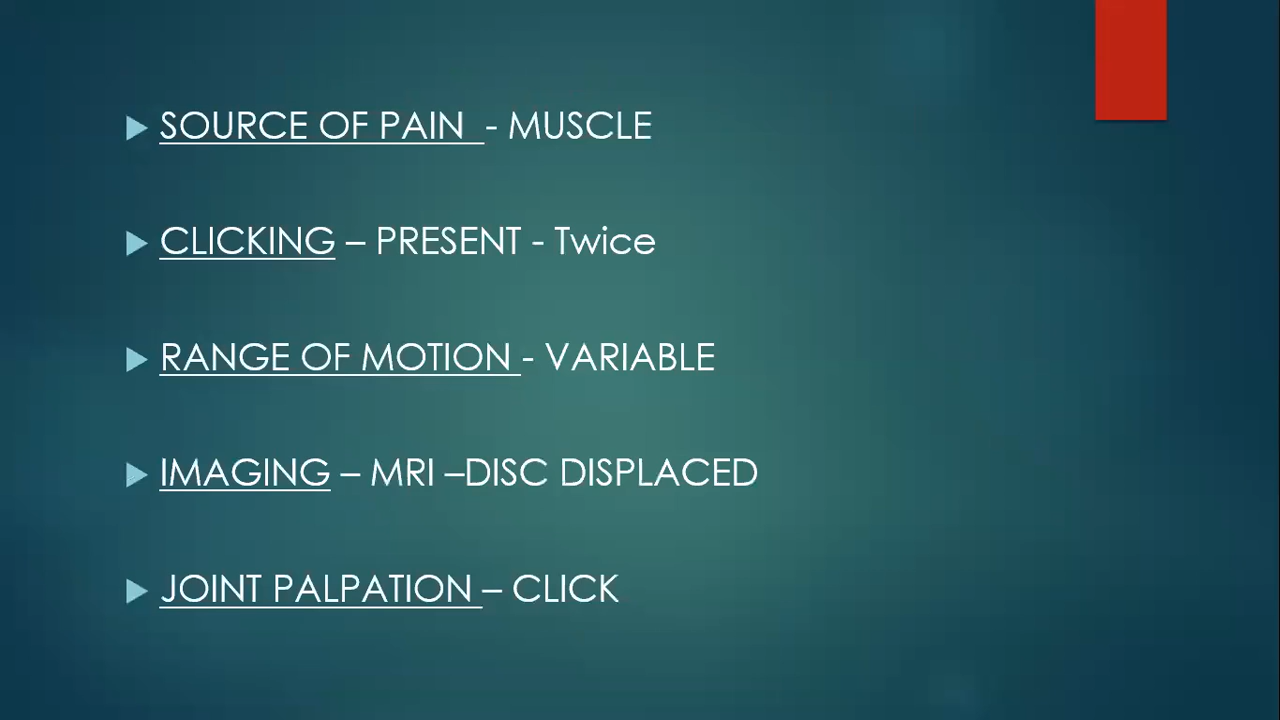 SOURCE OF PAIN - MUSCLE
CLICKING – PRESENT - Twice
RANGE OF MOTION - VARIABLE
IMAGING – MRI –DISC DISPLACED
JOINT PALPATION – CLICK